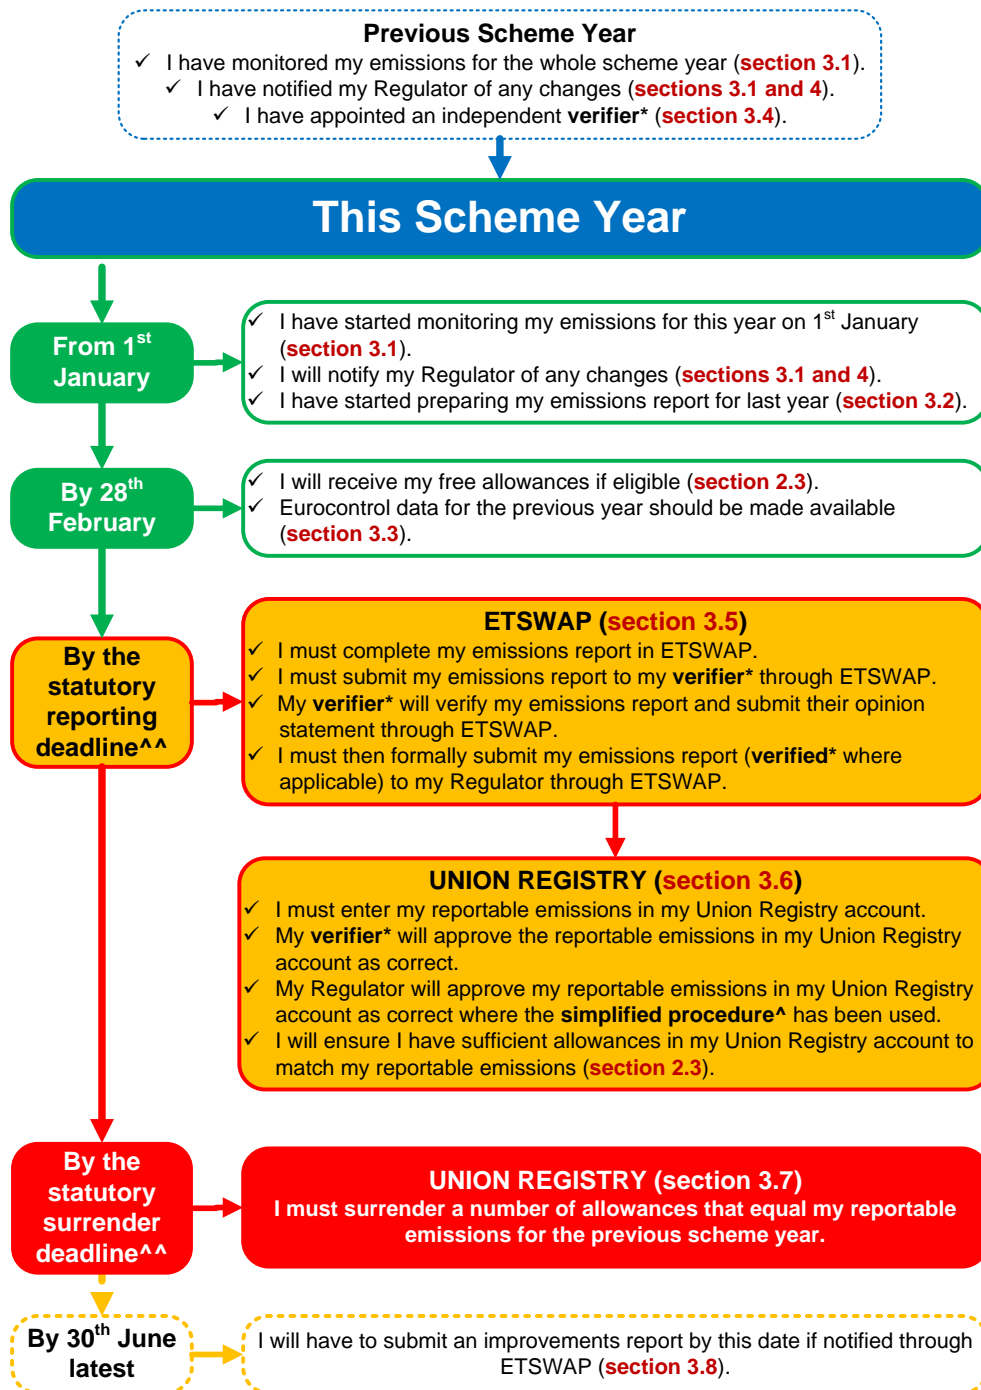 Previous Scheme Year
✓ I have monitored my emissions for the whole scheme year (section 3.1).
✓ I have notified my Regulator of any changes (sections 3.1 and 4).
✓ I have appointed an independent verifier* (section 3.4).
This Scheme Year
From 1st
January
✓ I have started monitoring my emissions for this year on 1st January
(section 3.1).
✓ I will notify my Regulator of any changes (sections 3.1 and 4).
✓ I have started preparing my emissions report for last year (section 3.2).
By 28th
February
✓ I will receive my free allowances if eligible (section 2.3).
✓ Eurocontrol data for the previous year should be made available
(section 3.3).
By the
statutory
reporting
deadline^^
ETSWAP (section 3.5)
✓ I must complete my emissions report in ETSWAP.
✓ I must submit my emissions report to my verifier* through ETSWAP.
✓ My verifier* will verify my emissions report and submit their opinion
statement through ETSWAP.
✓ I must then formally submit my emissions report (verified* where
applicable) to my Regulator through ETSWAP.
UNION REGISTRY (section 3.6)
✓ I must enter my reportable emissions in my Union Registry account.
✓ My verifier* will approve the reportable emissions in my Union Registry
account as correct.
✓ My Regulator will approve my reportable emissions in my Union Registry
account as correct where the simplified procedure^ has been used.
✓ I will ensure I have sufficient allowances in my Union Registry account to
match my reportable emissions (section 2.3).
By the
statutory
surrender
deadline^^
UNION REGISTRY (section 3.7)
I must surrender a number of allowances that equal my reportable
emissions for the previous scheme year.
By 30th June
latest
I will have to submit an improvements report by this date if notified through
ETSWAP (section 3.8).